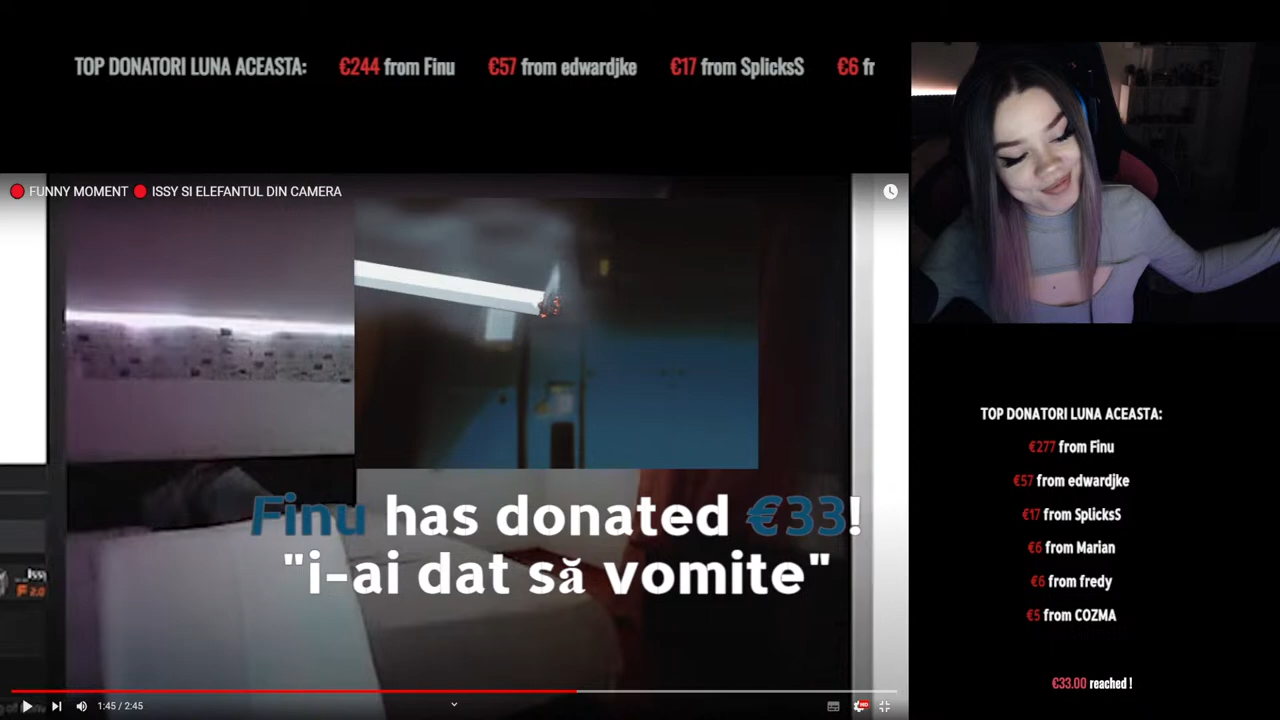 TOP DONATORI LUNA ACEASTA: €244 from Finu €57 from edwardjke €17 from SplicksS €6 fr
FUNNY MOMENT ISSY SI ELEFANTUL DIN CAMERA
Finu has donated €33!
"i-ai dat să vomite"
1:45 / 2:45
HD
TOP DONATORI LUNA ACEASTA:
€277 from Finu
€57 from edwardjke
€17 from SplicksS
€6 from Marian
€6 from fredy
€5 from COZMA
€33.00 reached !